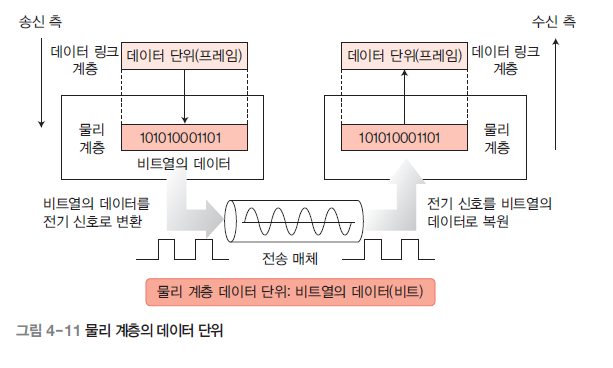 송신 측
수신 측
데이터 링크
계층
데이터 단위(프레임)
데이터 단위(프레임)
데이터 링크
계층
물리
계층
101010001101
비트열의 데이터
101010001101
물리
계층
비트열의 데이터를
전기 신호로 변환
전기 신호를 비트열의
데이터로 복원
전송 매체
물리 계층 데이터 단위: 비트열의 데이터(비트)
그림 4-11 물리 계층의 데이터 단위